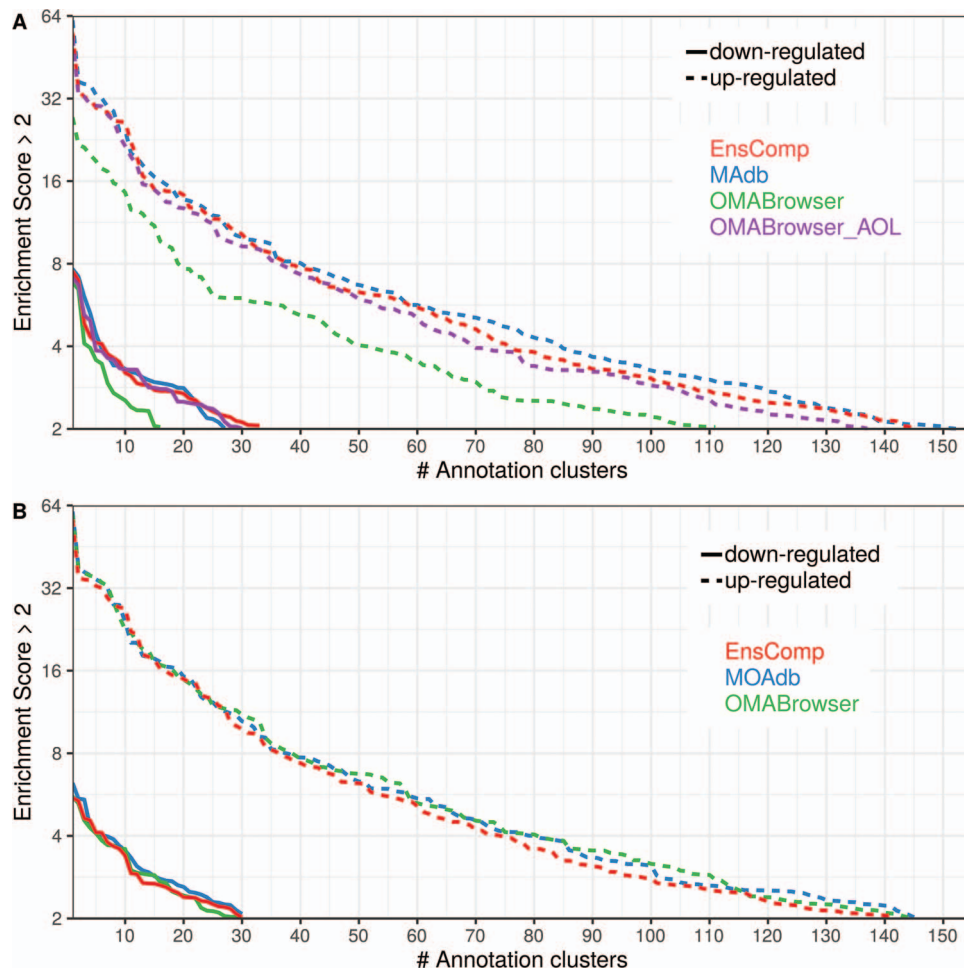 A
64
32
16
8
4
2
Enrichment Score > 2
down-regulated
up-regulated
EnsComp
MAdb
OMABrowser
OMABrowser_AOL
10 20 30 40 50 60 70 80 90 100 110 120 130 140 150
# Annotation clusters
B
64
32
16
8
4
2
Enrichment Score > 2
down-regulated
up-regulated
EnsComp
MOAdb
OMABrowser
10 20 30 40 50 60 70 80 90 100 110 120 130 140 150
# Annotation clusters